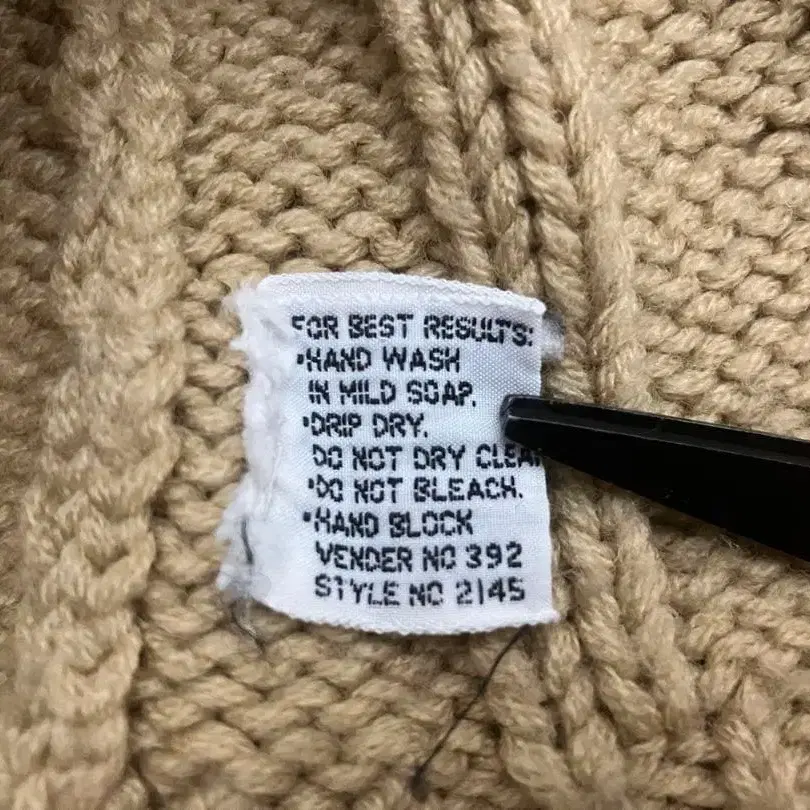 FOR BEST RESULTS:
•HAND WASH
IN MILD SOAP.
•DRIP DRY.
DO NOT DRY CLEAN
•DO NOT BLEACH.
•HAND BLOCK
VENDER NO 392
STYLE NO 2145